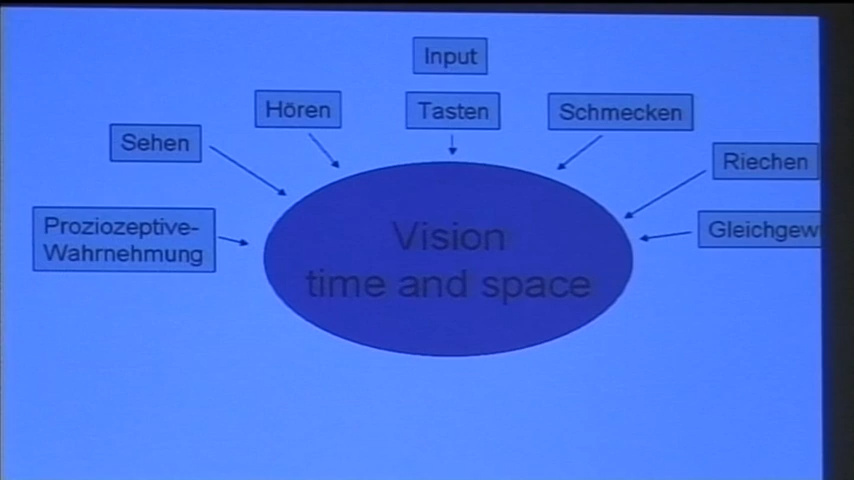 Input
Hören
Tasten
Schmecken
Sehen
Riechen
Proziozeptive-
Wahrnehmung
Gleichgew
Vision
time and space